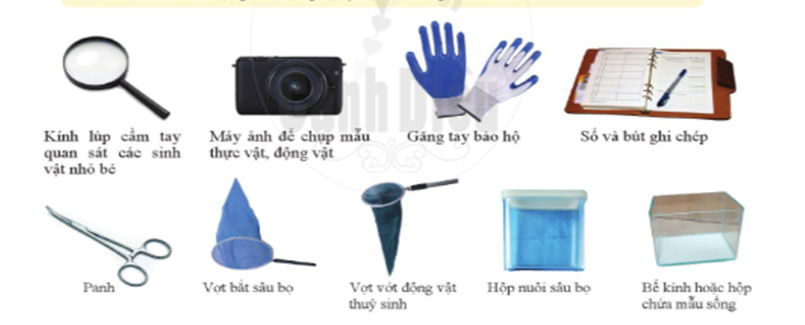 Kính lúp cầm tay
quan sát các sinh
vật nhỏ bé
Máy ảnh để chụp mẫu
thực vật, động vật
Găng tay bảo hộ
Sổ và bút ghi chép
Panh
Vợt bắt sâu bọ
Vợt vớt động vật
thuỷ sinh
Hộp nuôi sâu bọ
Bể kính hoặc hộp
chứa mẫu sống